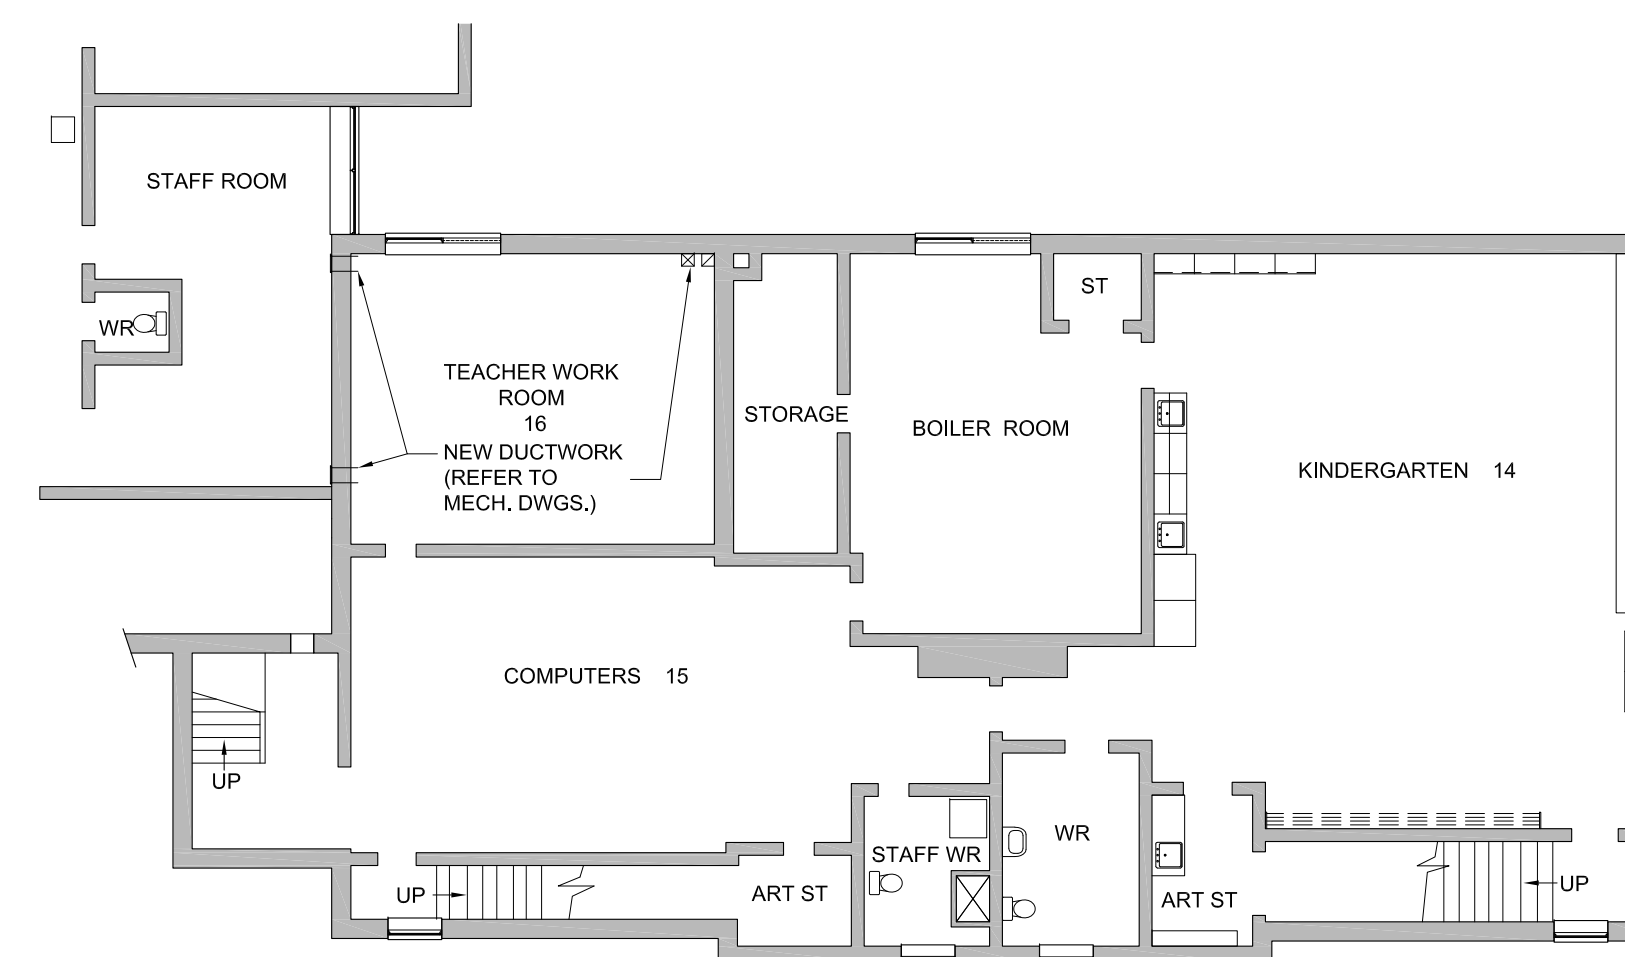 STAFF ROOM
ST
WR
TEACHER WORK
ROOM
16
STORAGE
BOILER ROOM
NEW DUCTWORK
(REFER TO
MECH. DWGS.)
KINDERGARTEN 14
COMPUTERS 15
UP
WR
STAFF WR
UP
ART ST
ART ST
UP